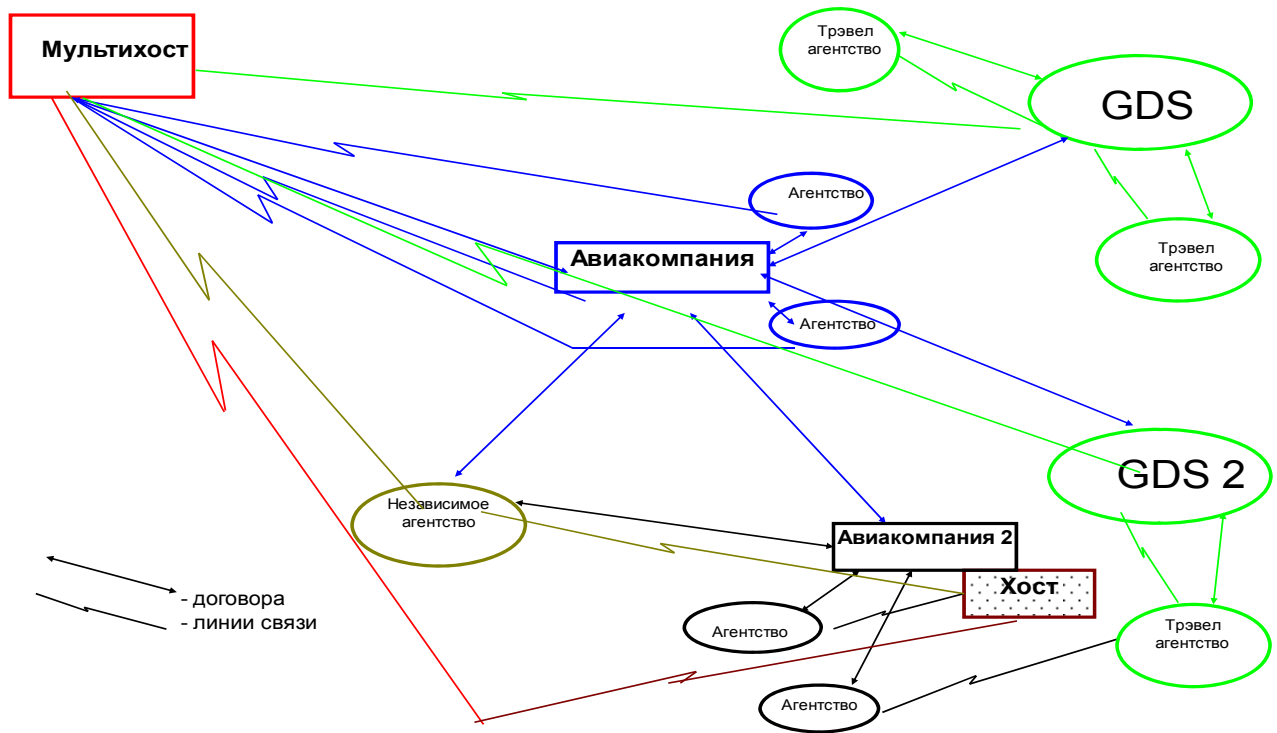 Мультихост
Трэвел
агентство
GDS
Агентство
Трэвел
агентство
Авиакомпания
Агентство
GDS 2
Независимое
агентство
Авиакомпания 2
Хост
- договора
- линии связи
Агентство
Трэвел
агентство
Агентство